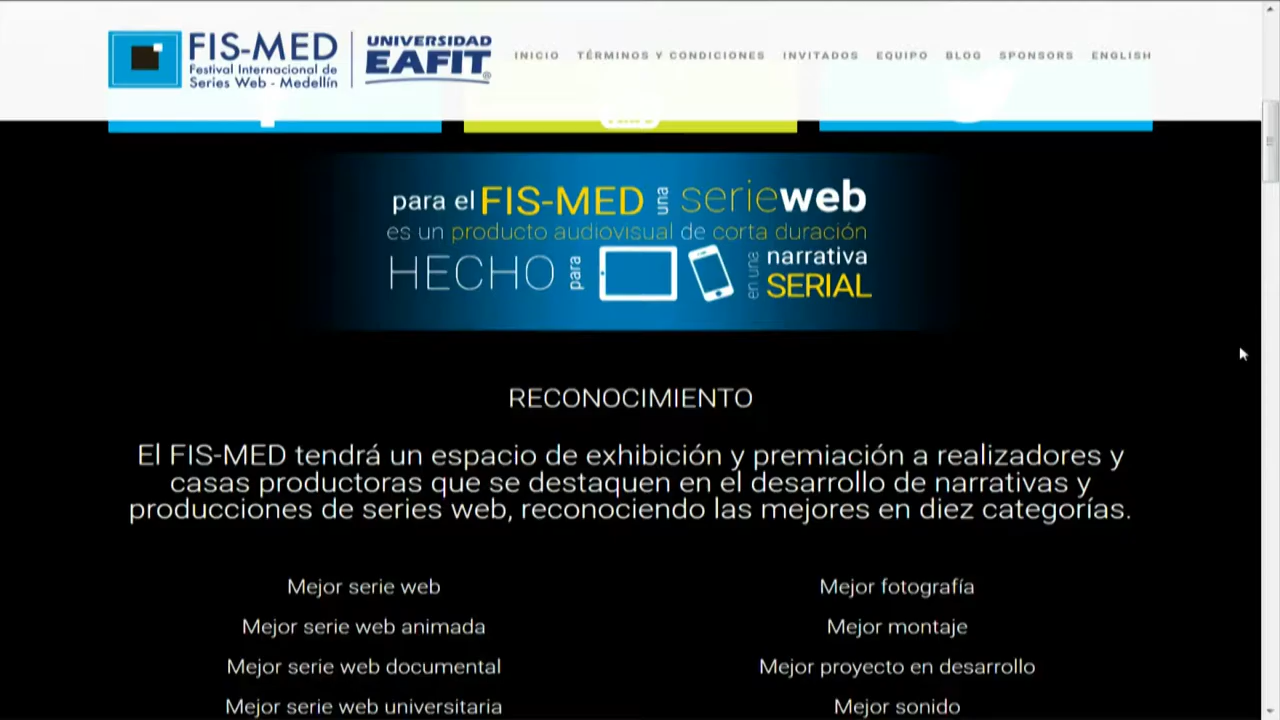 FIS-MED
Festival Internacional de
Series Web - Medellín
UNIVERSIDAD
EAFIT®
INICIO TÉRMINOS Y CONDICIONES INVITADOS EQUIPO BLOG SPONSORS ENGLISH
para el FIS-MED una serieweb
es un producto audiovisual de corta duración
HECHO para en una narrativa
SERIAL
RECONOCIMIENTO
El FIS-MED tendrá un espacio de exhibición y premiación a realizadores y
casas productoras que se destaquen en el desarrollo de narrativas y
producciones de series web, reconociendo las mejores en diez categorías.
Mejor serie web
Mejor serie web animada
Mejor serie web documental
Mejor serie web universitaria
Mejor fotografía
Mejor montaje
Mejor proyecto en desarrollo
Mejor sonido